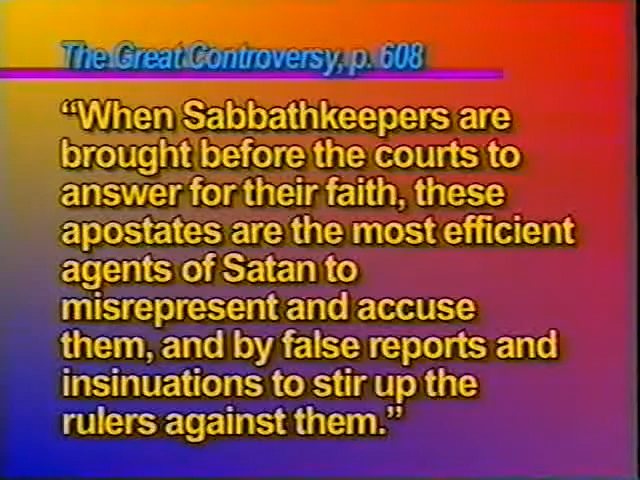 The Great Controversy, p. 608
“When Sabbathkeepers are
brought before the courts to
answer for their faith, these
apostates are the most efficient
agents of Satan to
misrepresent and accuse
them, and by false reports and
insinuations to stir up the
rulers against them.”